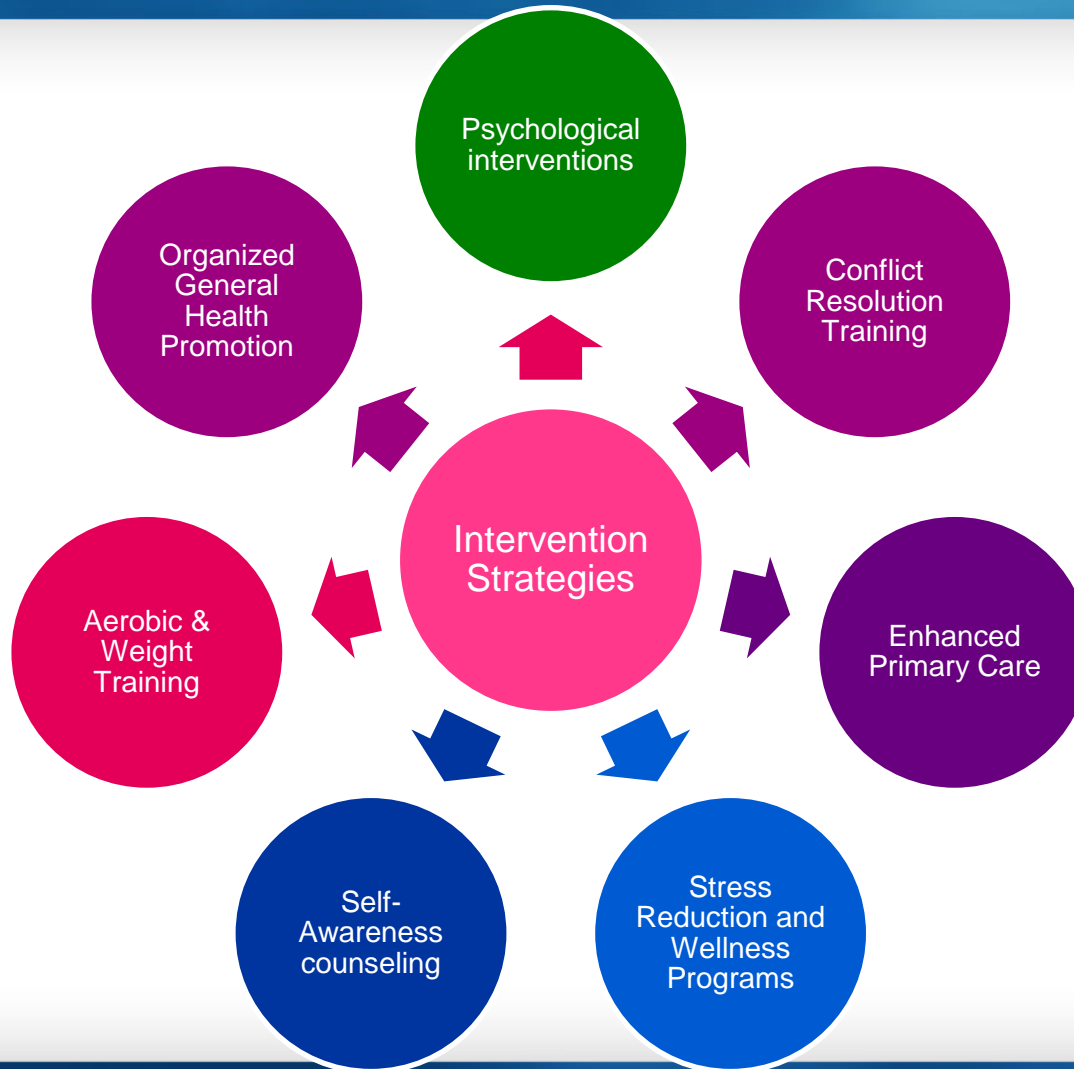 Psychological
interventions
Conflict
Resolution
Training
Enhanced
Primary Care
Stress
Reduction and
Wellness
Programs
Self-
Awareness
counseling
Aerobic &
Weight
Training
Organized
General
Health
Promotion
Intervention
Strategies